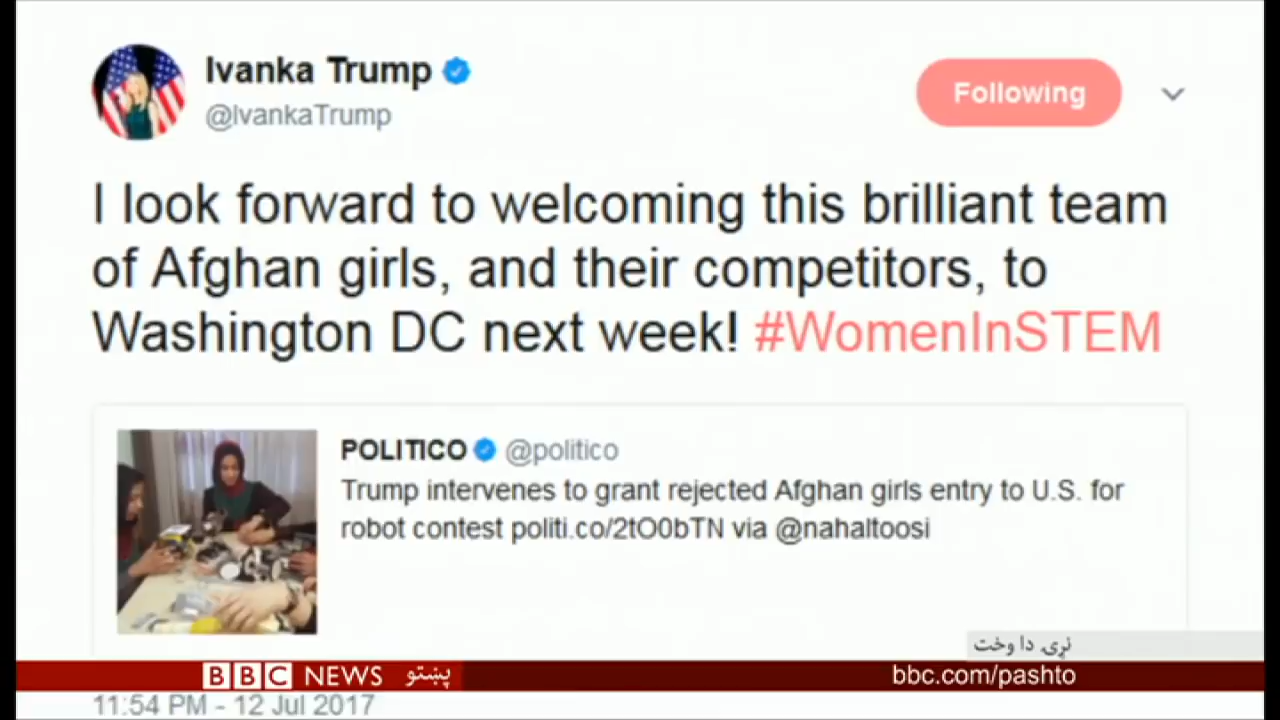 Ivanka Trump
@IvankaTrump
Following
I look forward to welcoming this brilliant team
of Afghan girls, and their competitors, to
Washington DC next week! #WomenInSTEM
POLITICO @politico
Trump intervenes to grant rejected Afghan girls entry to U.S. for
robot contest politi.co/2tO0bTN via @nahaltoosi
نړۍ دا وخت
BBC NEWS پښتو
bbc.com/pashto
11:54 PM - 12 Jul 2017